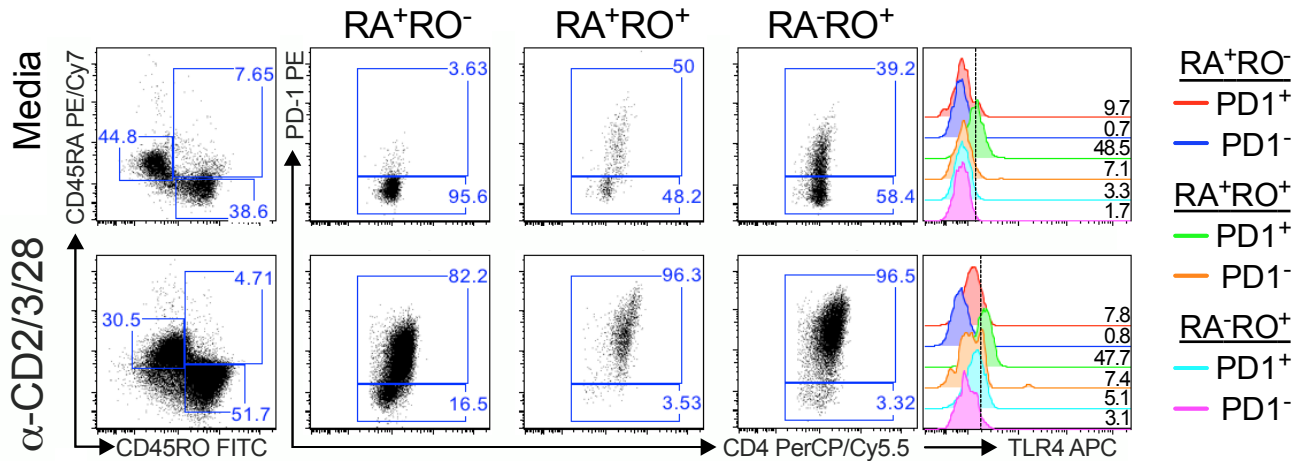 RA⁺RO⁻
RA⁺RO⁺
RA⁻RO⁺
Media
CD45RA PE/Cy7
7.65
44.8
38.6
PD-1 PE
3.63
95.6
50
48.2
39.2
58.4
9.7
0.7
48.5
7.1
3.3
1.7
RA⁺RO⁻
PD1⁺
PD1⁻
RA⁺RO⁺
PD1⁺
PD1⁻
RA⁻RO⁺
PD1⁺
PD1⁻
α-CD2/3/28
4.71
30.5
51.7
82.2
16.5
96.3
3.53
96.5
3.32
7.8
0.8
47.7
7.4
5.1
3.1
CD45RO FITC
CD4 PerCP/Cy5.5
TLR4 APC